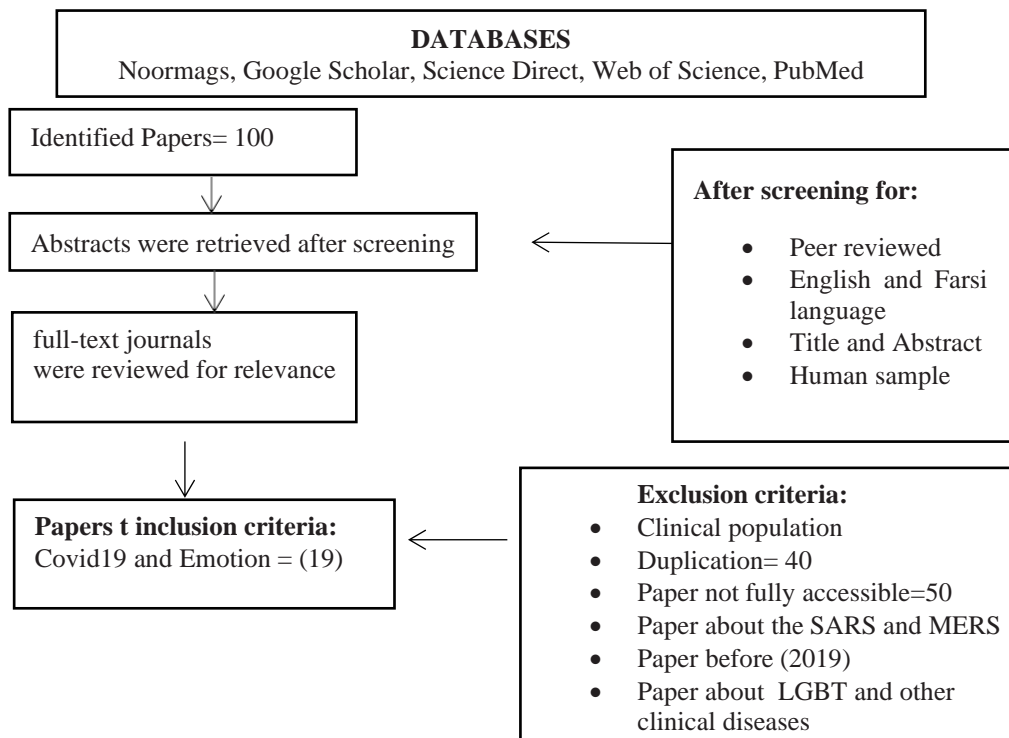 DATABASES
Noormags, Google Scholar, Science Direct, Web of Science, PubMed
Identified Papers= 100
Abstracts were retrieved after screening
After screening for:
• Peer reviewed
• English and Farsi
language
• Title and Abstract
• Human sample
full-text journals
were reviewed for relevance
Papers t inclusion criteria:
Covid19 and Emotion = (19)
Exclusion criteria:
• Clinical population
• Duplication= 40
• Paper not fully accessible=50
• Paper about the SARS and MERS
• Paper before (2019)
• Paper about LGBT and other
clinical diseases